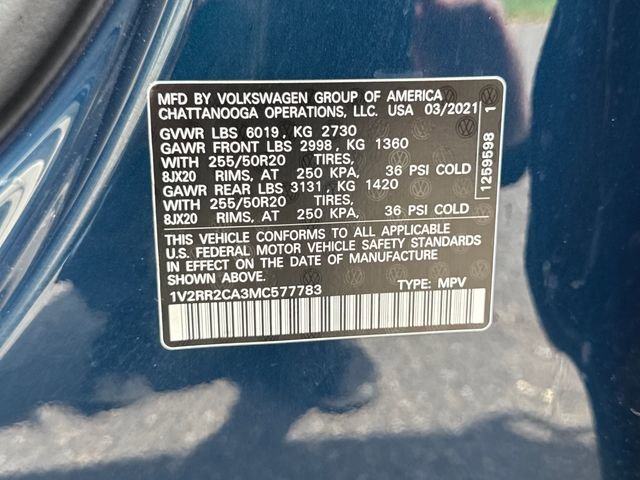 MFD BY VOLKSWAGEN GROUP OF AMERICA
CHATTANOOGA OPERATIONS, LLC. USA 03/2021
GVWR LBS 6019, KG 2730
GAWR FRONT LBS 2998, KG 1360
WITH 255/50R20 TIRES,
8JX20 RIMS, AT 250 KPA, 36 PSI COLD
GAWR REAR LBS 3131, KG 1420
WITH 255/50R20 TIRES,
8JX20 RIMS, AT 250 KPA, 36 PSI COLD
THIS VEHICLE CONFORMS TO ALL APPLICABLE
U.S. FEDERAL MOTOR VEHICLE SAFETY STANDARDS
IN EFFECT ON THE DATE OF MANUFACTURE
SHOWN ABOVE.
1V2RR2CA3MC577783 TYPE: MPV
1259598 1